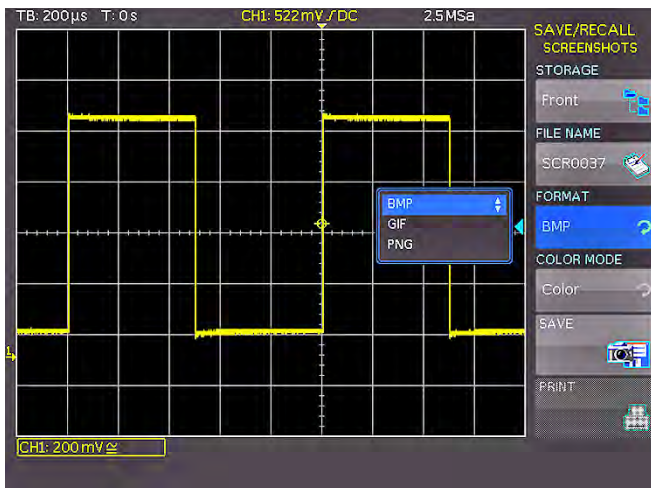 TB: 200µs T: 0s CH1: 522mV / DC 2.5MSa
SAVE/RECALL
SCREENSHOTS
STORAGE
Front
FILE NAME
SCR0037
FORMAT
BMP
COLOR MODE
Color
SAVE
PRINT
BMP
GIF
PNG
1
CH1: 200mV≅